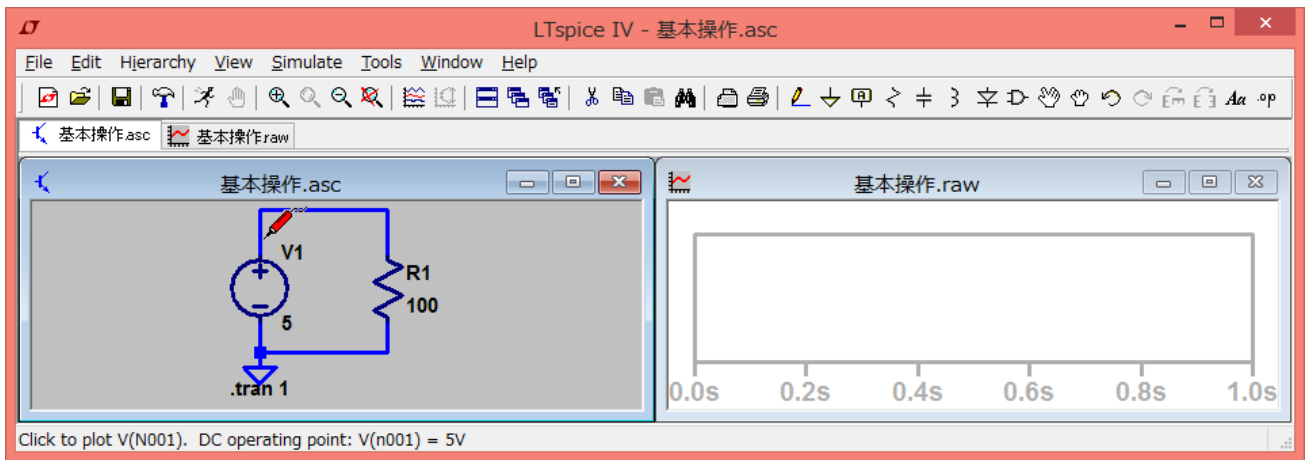 LTspice IV - 基本操作.asc
File Edit Hierarchy View Simulate Tools Window Help
Aa .op
基本操作.asc 基本操作.raw
基本操作.asc
V1
5
R1
100
.tran 1
基本操作.raw
0.0s 0.2s 0.4s 0.6s 0.8s 1.0s
Click to plot V(N001). DC operating point: V(n001) = 5V